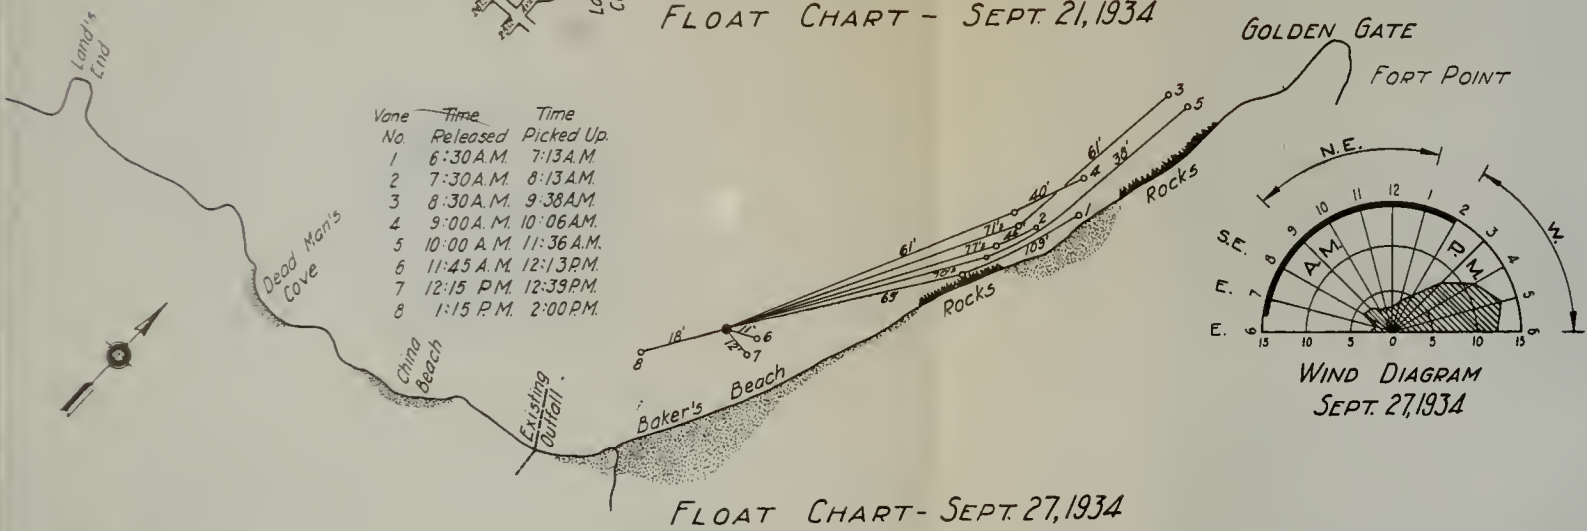 FLOAT CHART - SEPT. 21, 1934
GOLDEN GATE
FORT POINT
Land's
End
Vane Time Time
No. Released Picked Up.
1 6:30 A.M. 7:13 A.M.
2 7:30 A.M. 8:13 A.M.
3 8:30 A.M. 9:38 A.M.
4 9:00 A.M. 10:06 A.M.
5 10:00 A.M. 11:36 A.M.
6 11:45 A.M. 12:13 P.M.
7 12:15 P.M. 12:39 P.M.
8 1:15 P.M. 2:00 P.M.
3
5
61'
38'
4
40'
Rocks
1
2
61'
109'
69'
Rocks
18'
11'
6
12'
7
8
Dead Man's
Cove
China
Beach
Existing
Outfall.
Baker's Beach
N.E.
W.
S.E.
E.
E.
6 7 8 9 10 11 12 1 2 3 4 5 6
A.M. P.M.
15 10 5 0 5 10 15
WIND DIAGRAM
SEPT. 27, 1934
FLOAT CHART - SEPT. 27, 1934